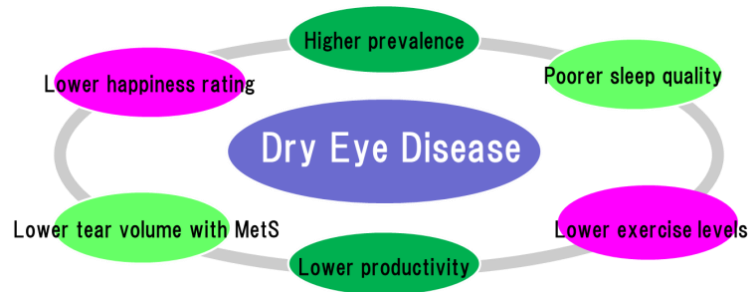 Higher prevalence
Lower happiness rating
Poorer sleep quality
Dry Eye Disease
Lower tear volume with MetS
Lower exercise levels
Lower productivity